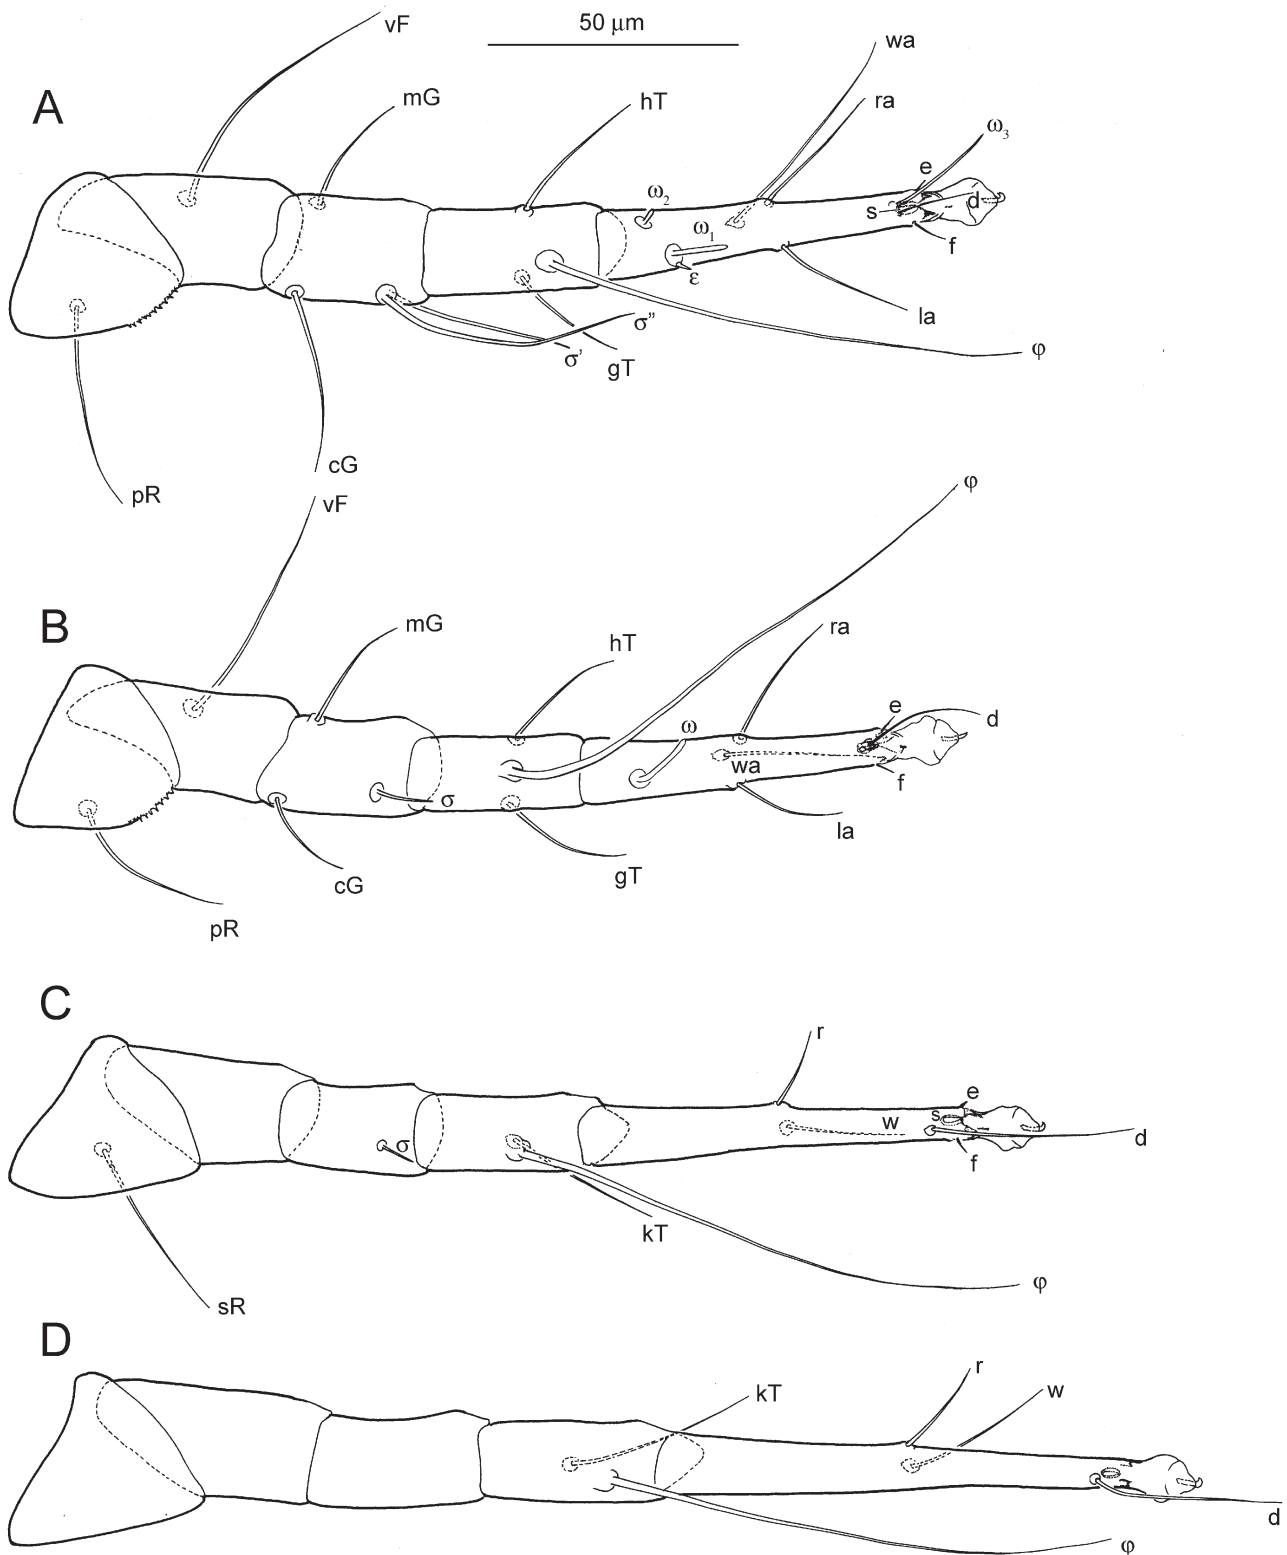 vF
50 μm
wa
A
mG
hT
ra
ω3
e
ω2
s
d
ω1
f
ε
la
σ"
σ'
gT
φ
cG
pR
vF
φ
B
mG
hT
ra
e
d
ω
wa
f
σ
la
cG
gT
pR
C
r
e
s
w
d
σ
f
kT
φ
sR
D
r
kT
w
d
φ